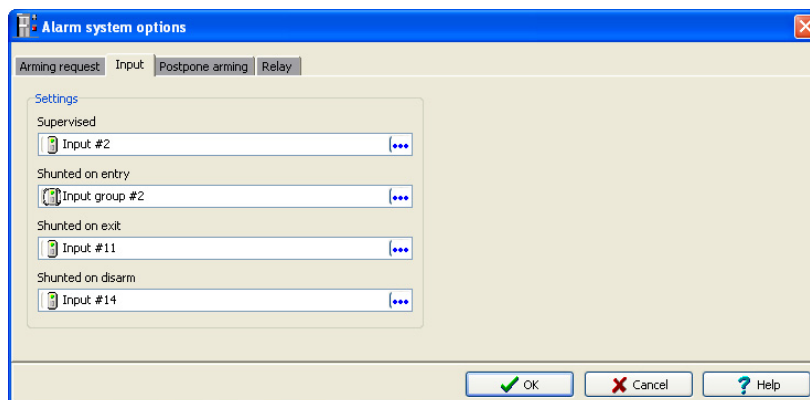 Alarm system options
Arming request Input Postpone arming Relay
Settings
Supervised
Input #2
Shunted on entry
Input group #2
Shunted on exit
Input #11
Shunted on disarm
Input #14
OK Cancel Help